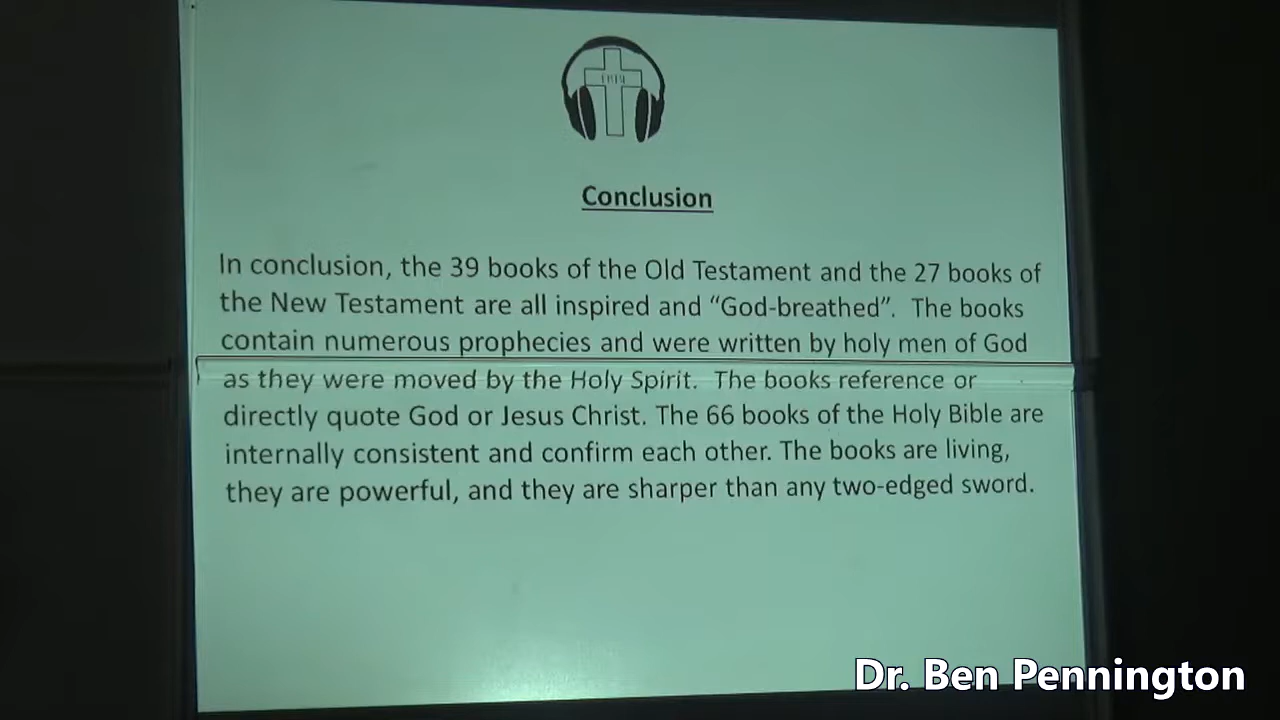 Conclusion
In conclusion, the 39 books of the Old Testament and the 27 books of
the New Testament are all inspired and “God-breathed”.  The books
contain numerous prophecies and were written by holy men of God
as they were moved by the Holy Spirit.  The books reference or
directly quote God or Jesus Christ. The 66 books of the Holy Bible are
internally consistent and confirm each other. The books are living,
they are powerful, and they are sharper than any two-edged sword.
Dr. Ben Pennington